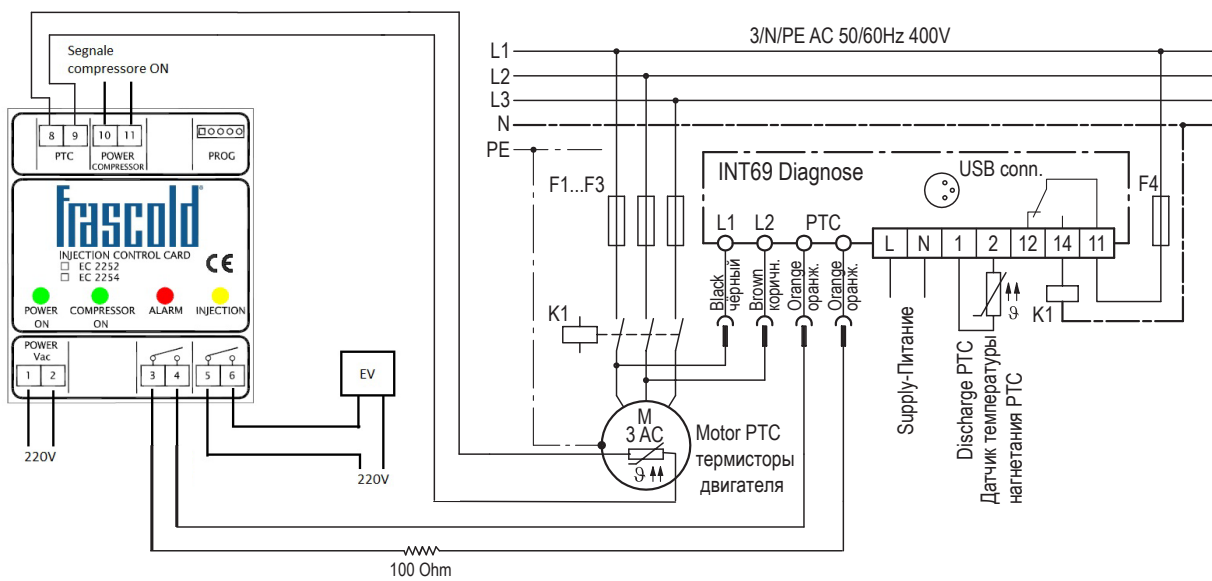 Segnale
compressore ON
8 9 10 11
PTC POWER COMPRESSOR PROG
frascold
INJECTION CONTROL CARD
EC 2252
EC 2254
CE
POWER ON
COMPRESSOR ON
ALARM
INJECTION
POWER
Vac
1 2 3 4 5 6
220V
EV
220V
100 Ohm
3/N/PE AC 50/60Hz 400V
L1
L2
L3
N
PE
F1...F3
INT69 Diagnose
USB conn.
F4
L1 L2 PTC
L N 1 2 12 14 11
Black
чёрный
Brown
коричн.
Orange
оранж.
Orange
оранж.
K1
K1
ϑ
Supply-Питание
Discharge PTC
Датчик температуры
нагнетания PTC
M
3 AC
ϑ
Motor PTC
термисторы
двигателя